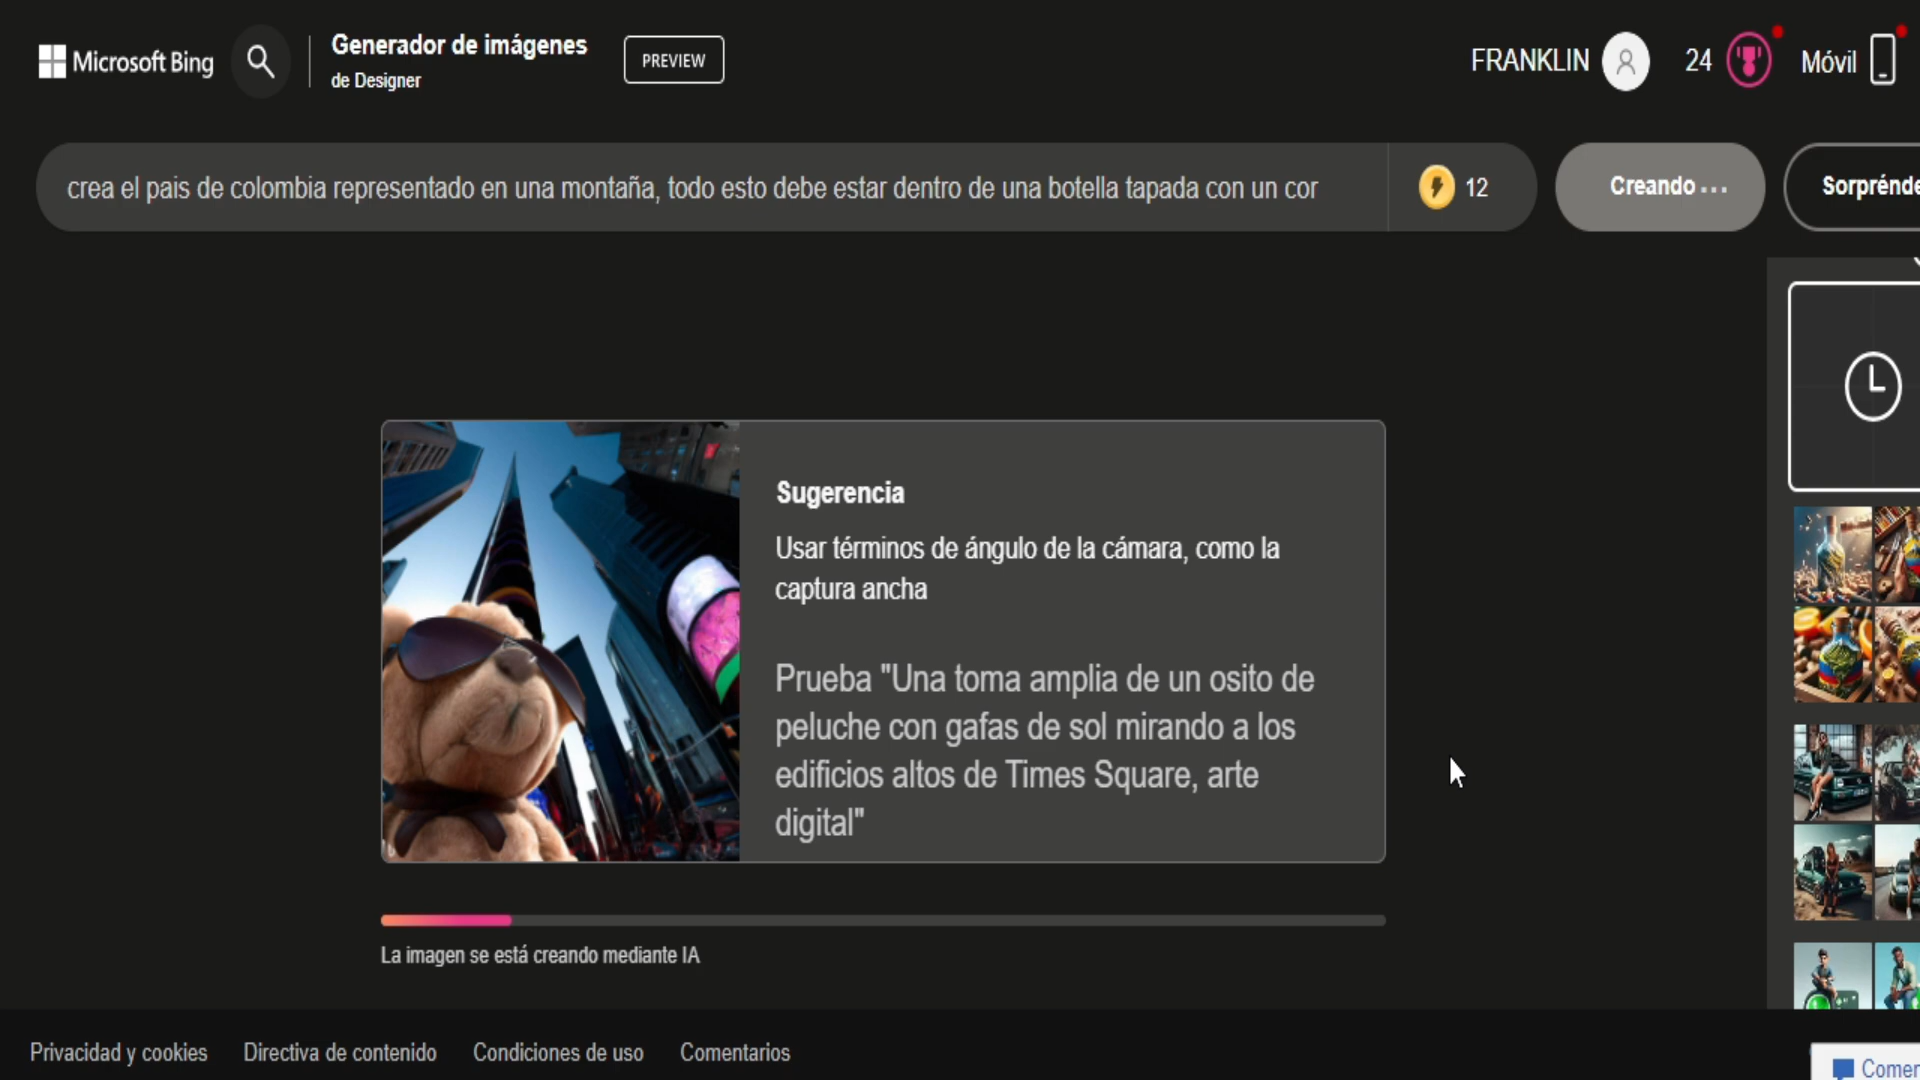 Microsoft Bing
Generador de imágenes
de Designer
PREVIEW
FRANKLIN
24
Móvil
crea el pais de colombia representado en una montaña, todo esto debe estar dentro de una botella tapada con un cor
12
Creando...
Sorprénde
Sugerencia
Usar términos de ángulo de la cámara, como la
captura ancha
Prueba "Una toma amplia de un osito de
peluche con gafas de sol mirando a los
edificios altos de Times Square, arte
digital"
La imagen se está creando mediante IA
Privacidad y cookies
Directiva de contenido
Condiciones de uso
Comentarios
Comer